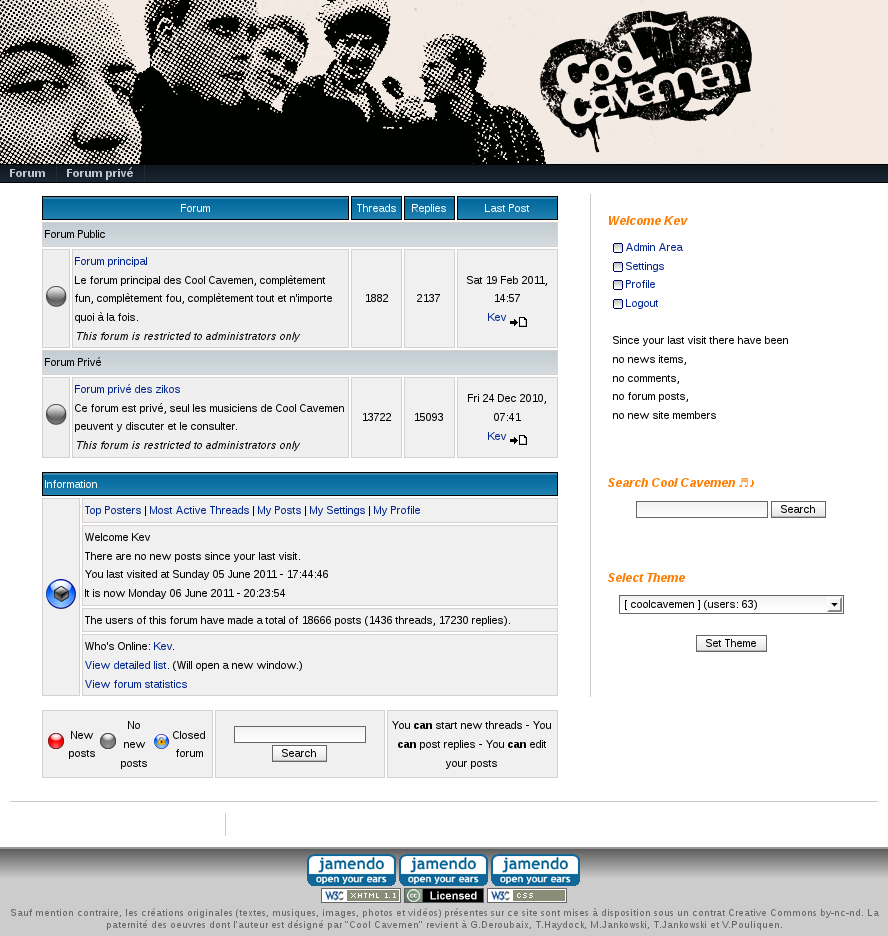 Cool Cavemen
Forum Forum privé
Forum Threads Replies Last Post
Forum Public
Forum principal
Le forum principal des Cool Cavemen, complètement
fun, complètement fou, complètement tout et n'importe
quoi à la fois.
This forum is restricted to administrators only
1882
2137
Sat 19 Feb 2011,
14:57
Kev
Forum Privé
Forum privé des zikos
Ce forum est privé, seul les musiciens de Cool Cavemen
peuvent y discuter et le consulter.
This forum is restricted to administrators only
13722
15093
Fri 24 Dec 2010,
07:41
Kev
Information
Top Posters | Most Active Threads | My Posts | My Settings | My Profile
Welcome Kev
There are no new posts since your last visit.
You last visited at Sunday 05 June 2011 - 17:44:46
It is now Monday 06 June 2011 - 20:23:54
The users of this forum have made a total of 18666 posts (1436 threads, 17230 replies).
Who's Online: Kev.
View detailed list. (Will open a new window.)
View forum statistics
New
posts
No
new
posts
Closed
forum
Search
You can start new threads - You
can post replies - You can edit
your posts
Welcome Kev
Admin Area
Settings
Profile
Logout
Since your last visit there have been
no news items,
no comments,
no forum posts,
no new site members
Search Cool Cavemen ♬♪
Search
Select Theme
[ coolcavemen ] (users: 63)
Set Theme
jamendo jamendo jamendo
open your ears open your ears open your ears
W3C XHTML 1.1 cc Licensed W3C CSS
Sauf mention contraire, les créations originales (textes, musiques, images, photos et vidéos) présentes sur ce site sont mises à disposition sous un contrat Creative Commons by-nc-nd. La
paternité des oeuvres dont l'auteur est désigné par "Cool Cavemen" revient à G.Deroubaix, T.Haydock, M.Jankowski, T.Jankowski et V.Pouliquen.